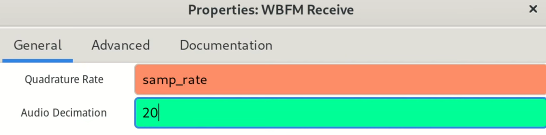 Properties: WBFM Receive ×
General Advanced Documentation
Quadrature Rate samp_rate
Audio Decimation 20